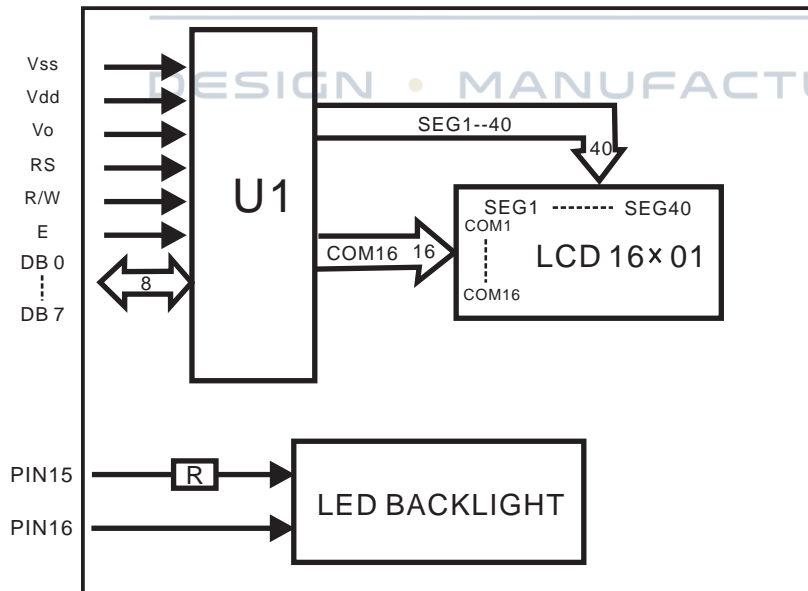 DESIGN • MANUFACTU
Vss
Vdd
Vo
RS
R/W
E
DB 0
DB 7
8
U1
SEG1--40
40
COM16 16
SEG1 SEG40
COM1
LCD 16× 01
COM16
PIN15
R
PIN16
LED BACKLIGHT